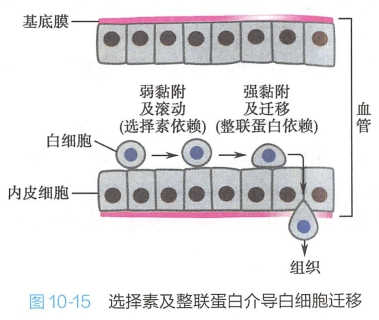 基底膜
弱黏附
及滚动
(选择素依赖)
强黏附
及迁移
(整联蛋白依赖)
血管
白细胞
内皮细胞
组织
图10-15 选择素及整联蛋白介导白细胞迁移